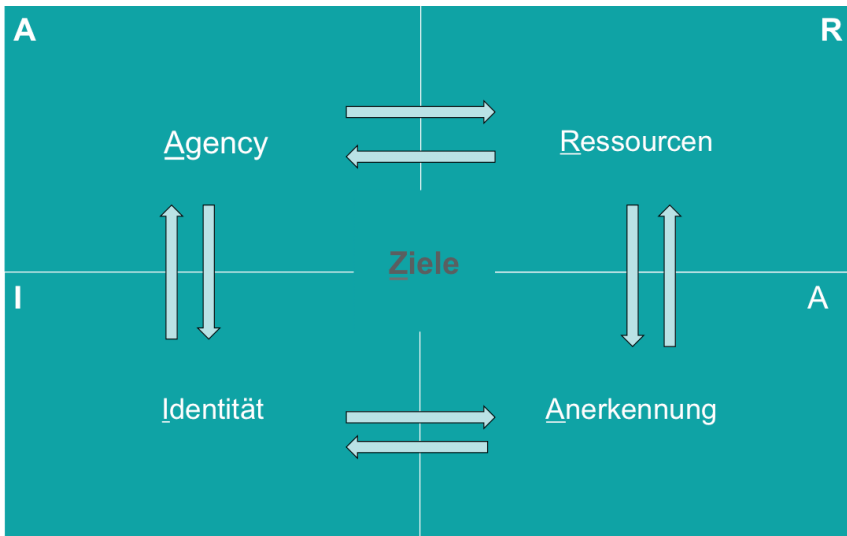 A
R
Agency
Ressourcen
Ziele
I
A
Identität
Anerkennung